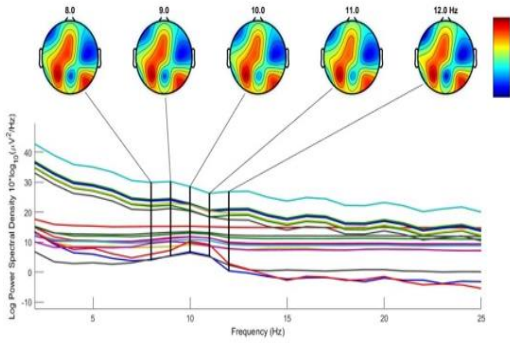 8.0 9.0 10.0 11.0 12.0 Hz
Log Power Spectral Density 10*log₁₀(μV²/Hz)
40
30
20
10
0
-10
5 10 15 20 25
Frequency (Hz)